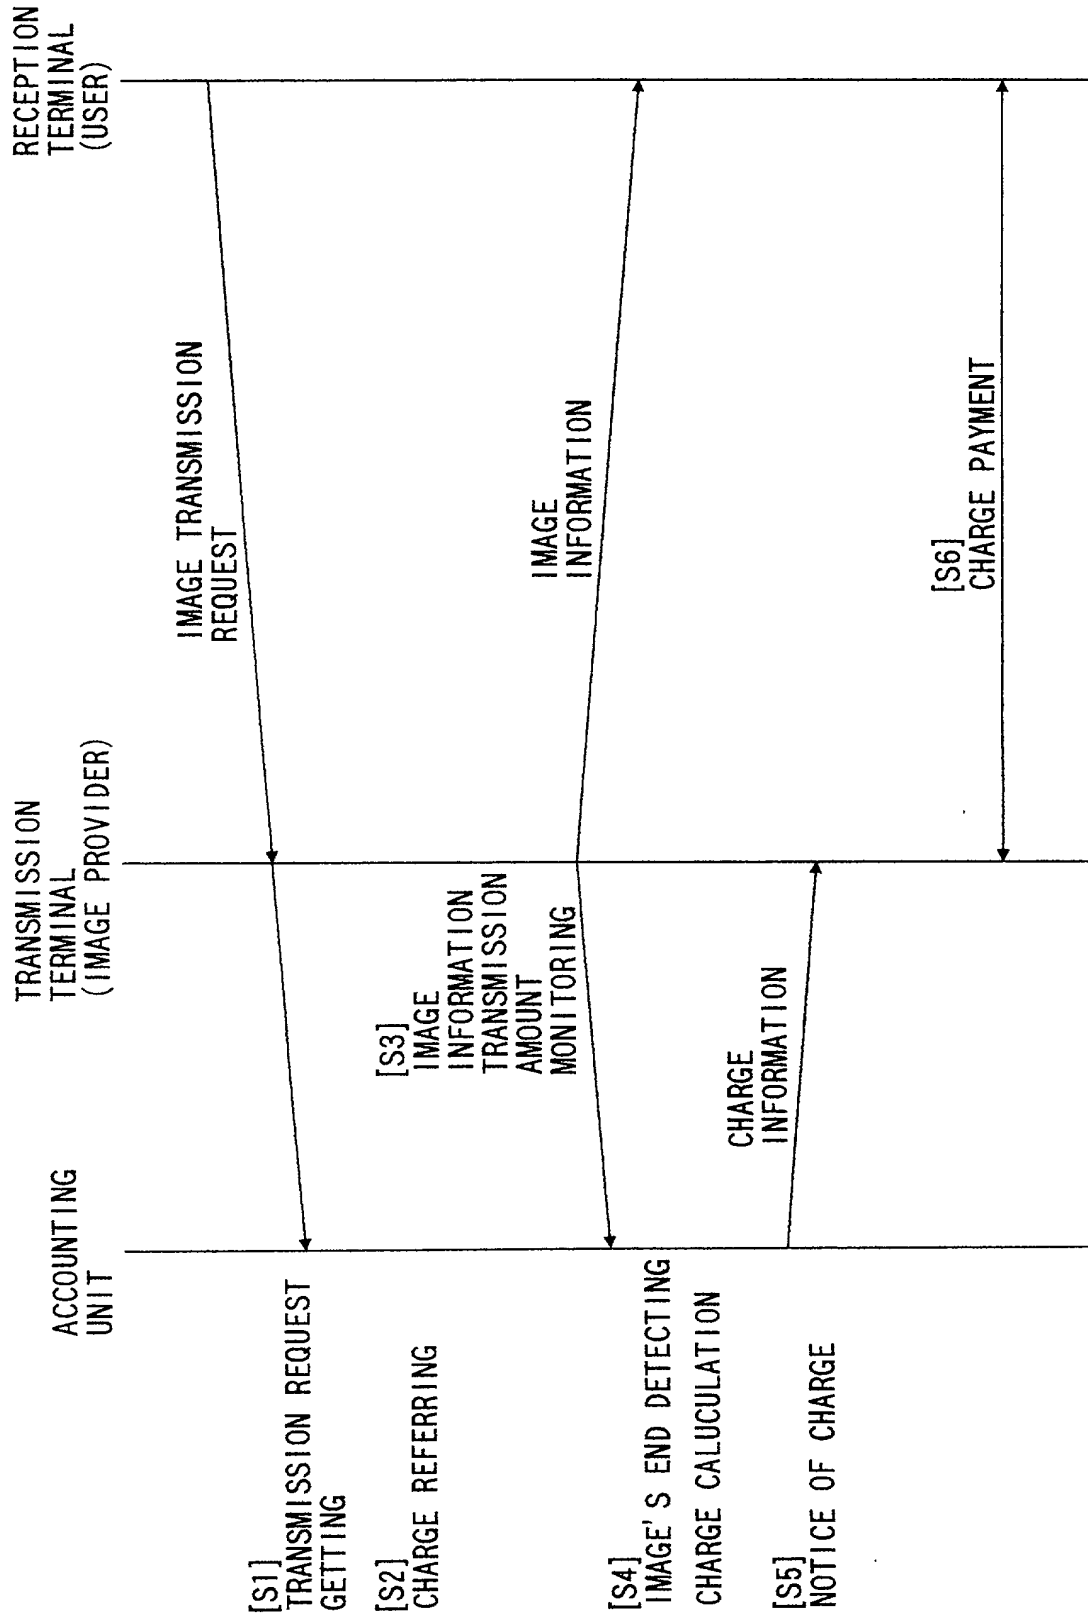 ACCOUNTING
UNIT
TRANSMISSION
TERMINAL
(IMAGE PROVIDER)
RECEPTION
TERMINAL
(USER)
[S1]
TRANSMISSION REQUEST
GETTING
IMAGE TRANSMISSION
REQUEST
[S2]
CHARGE REFERRING
[S3]
IMAGE
INFORMATION
TRANSMISSION
AMOUNT
MONITORING
IMAGE
INFORMATION
[S4]
IMAGE'S END DETECTING
CHARGE CALUCULATION
CHARGE
INFORMATION
[S5]
NOTICE OF CHARGE
[S6]
CHARGE PAYMENT